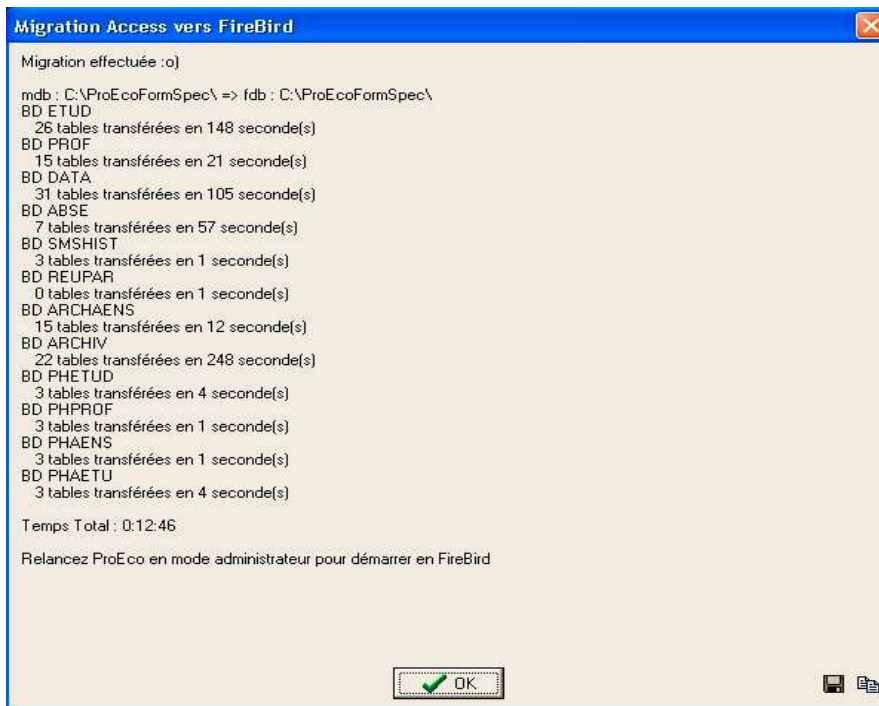 Migration Access vers FireBird
Migration effectuée :o)
mdb : C:\ProEcoFormSpec\ => fdb : C:\ProEcoFormSpec\
BD ETUD
26 tables transférées en 148 seconde(s)
BD PROF
15 tables transférées en 21 seconde(s)
BD DATA
31 tables transférées en 105 seconde(s)
BD ABSE
7 tables transférées en 57 seconde(s)
BD SMSHIST
3 tables transférées en 1 seconde(s)
BD REUPAR
0 tables transférées en 1 seconde(s)
BD ARCHAENS
15 tables transférées en 12 seconde(s)
BD ARCHIV
22 tables transférées en 248 seconde(s)
BD PHETUD
3 tables transférées en 4 seconde(s)
BD PHPROF
3 tables transférées en 1 seconde(s)
BD PHAENS
3 tables transférées en 1 seconde(s)
BD PHAETU
3 tables transférées en 4 seconde(s)
Temps Total : 0:12:46
Relancez ProEco en mode administrateur pour démarrer en FireBird
OK